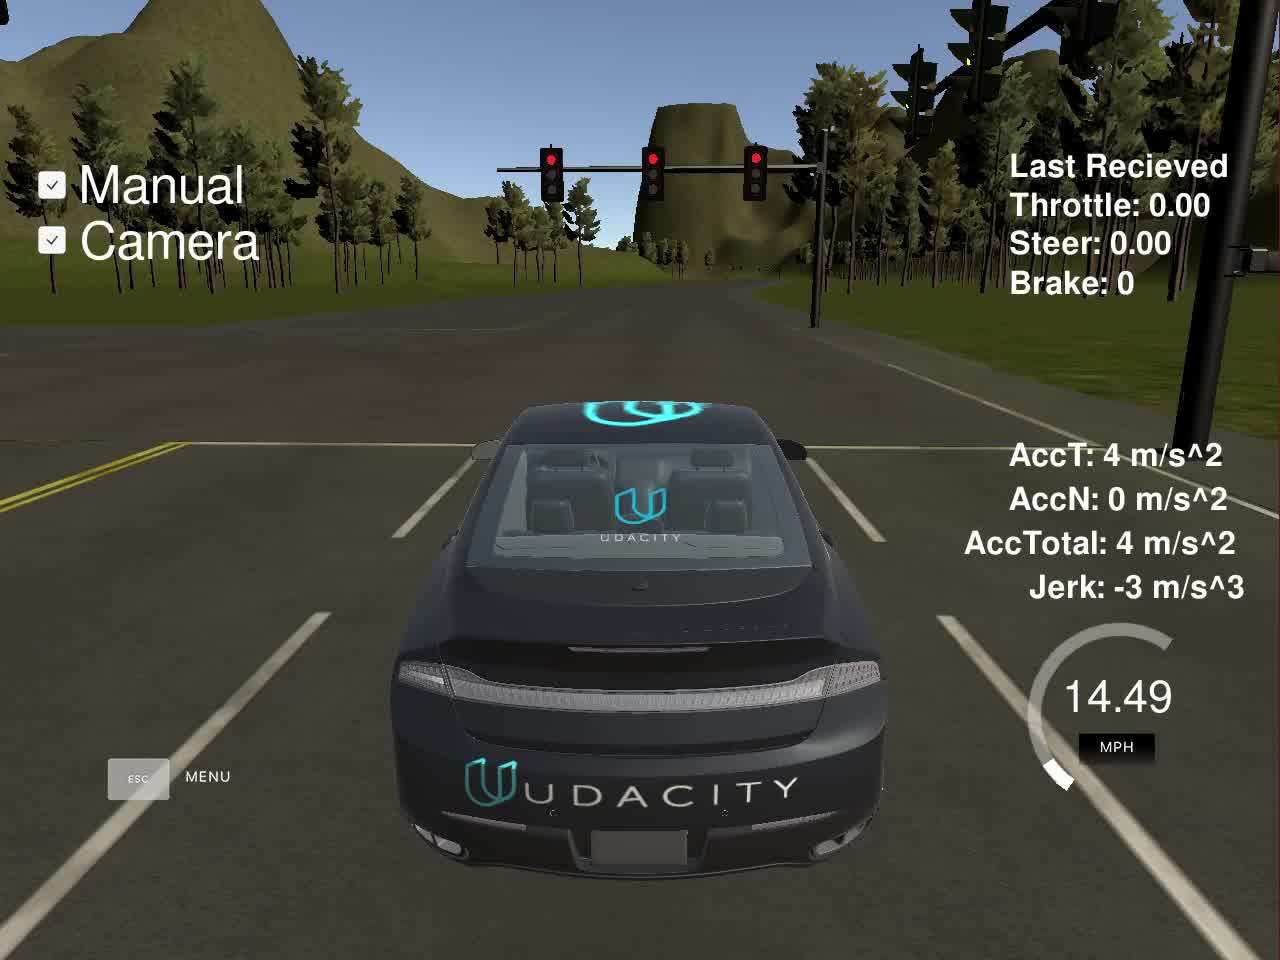 Manual
Camera
Last Recieved
Throttle: 0.00
Steer: 0.00
Brake: 0
AccT: 4 m/s^2
AccN: 0 m/s^2
AccTotal: 4 m/s^2
Jerk: -3 m/s^3
14.49
MPH
ESC MENU
UDACITY
UDACITY